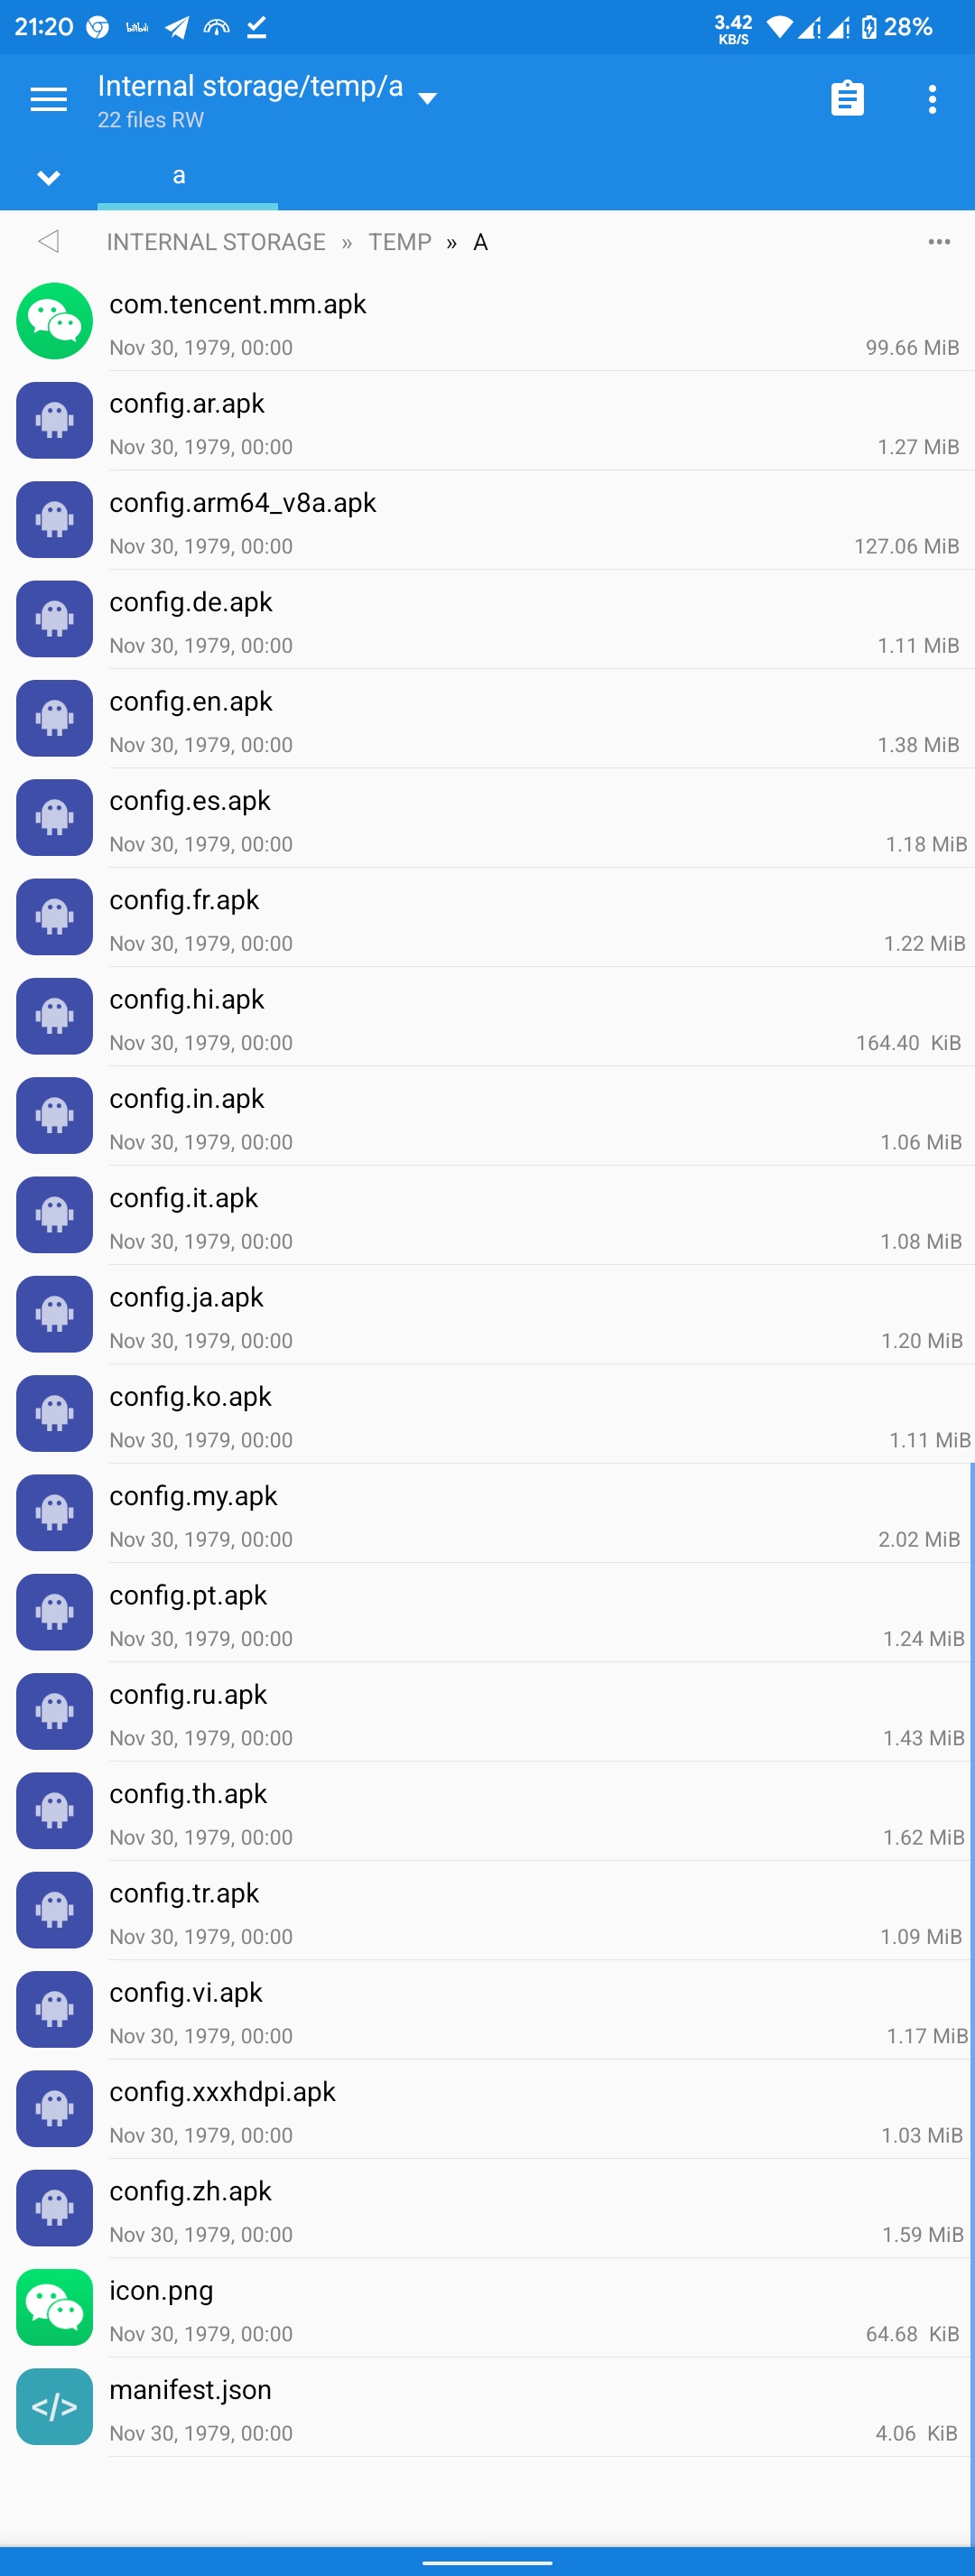 21:20 bilibili 3.42 KB/S 28%
Internal storage/temp/a
22 files RW
a
INTERNAL STORAGE » TEMP » A
com.tencent.mm.apk
Nov 30, 1979, 00:00 99.66 MiB
config.ar.apk
Nov 30, 1979, 00:00 1.27 MiB
config.arm64_v8a.apk
Nov 30, 1979, 00:00 127.06 MiB
config.de.apk
Nov 30, 1979, 00:00 1.11 MiB
config.en.apk
Nov 30, 1979, 00:00 1.38 MiB
config.es.apk
Nov 30, 1979, 00:00 1.18 MiB
config.fr.apk
Nov 30, 1979, 00:00 1.22 MiB
config.hi.apk
Nov 30, 1979, 00:00 164.40 KiB
config.in.apk
Nov 30, 1979, 00:00 1.06 MiB
config.it.apk
Nov 30, 1979, 00:00 1.08 MiB
config.ja.apk
Nov 30, 1979, 00:00 1.20 MiB
config.ko.apk
Nov 30, 1979, 00:00 1.11 MiB
config.my.apk
Nov 30, 1979, 00:00 2.02 MiB
config.pt.apk
Nov 30, 1979, 00:00 1.24 MiB
config.ru.apk
Nov 30, 1979, 00:00 1.43 MiB
config.th.apk
Nov 30, 1979, 00:00 1.62 MiB
config.tr.apk
Nov 30, 1979, 00:00 1.09 MiB
config.vi.apk
Nov 30, 1979, 00:00 1.17 MiB
config.xxxhdpi.apk
Nov 30, 1979, 00:00 1.03 MiB
config.zh.apk
Nov 30, 1979, 00:00 1.59 MiB
icon.png
Nov 30, 1979, 00:00 64.68 KiB
</> manifest.json
Nov 30, 1979, 00:00 4.06 KiB